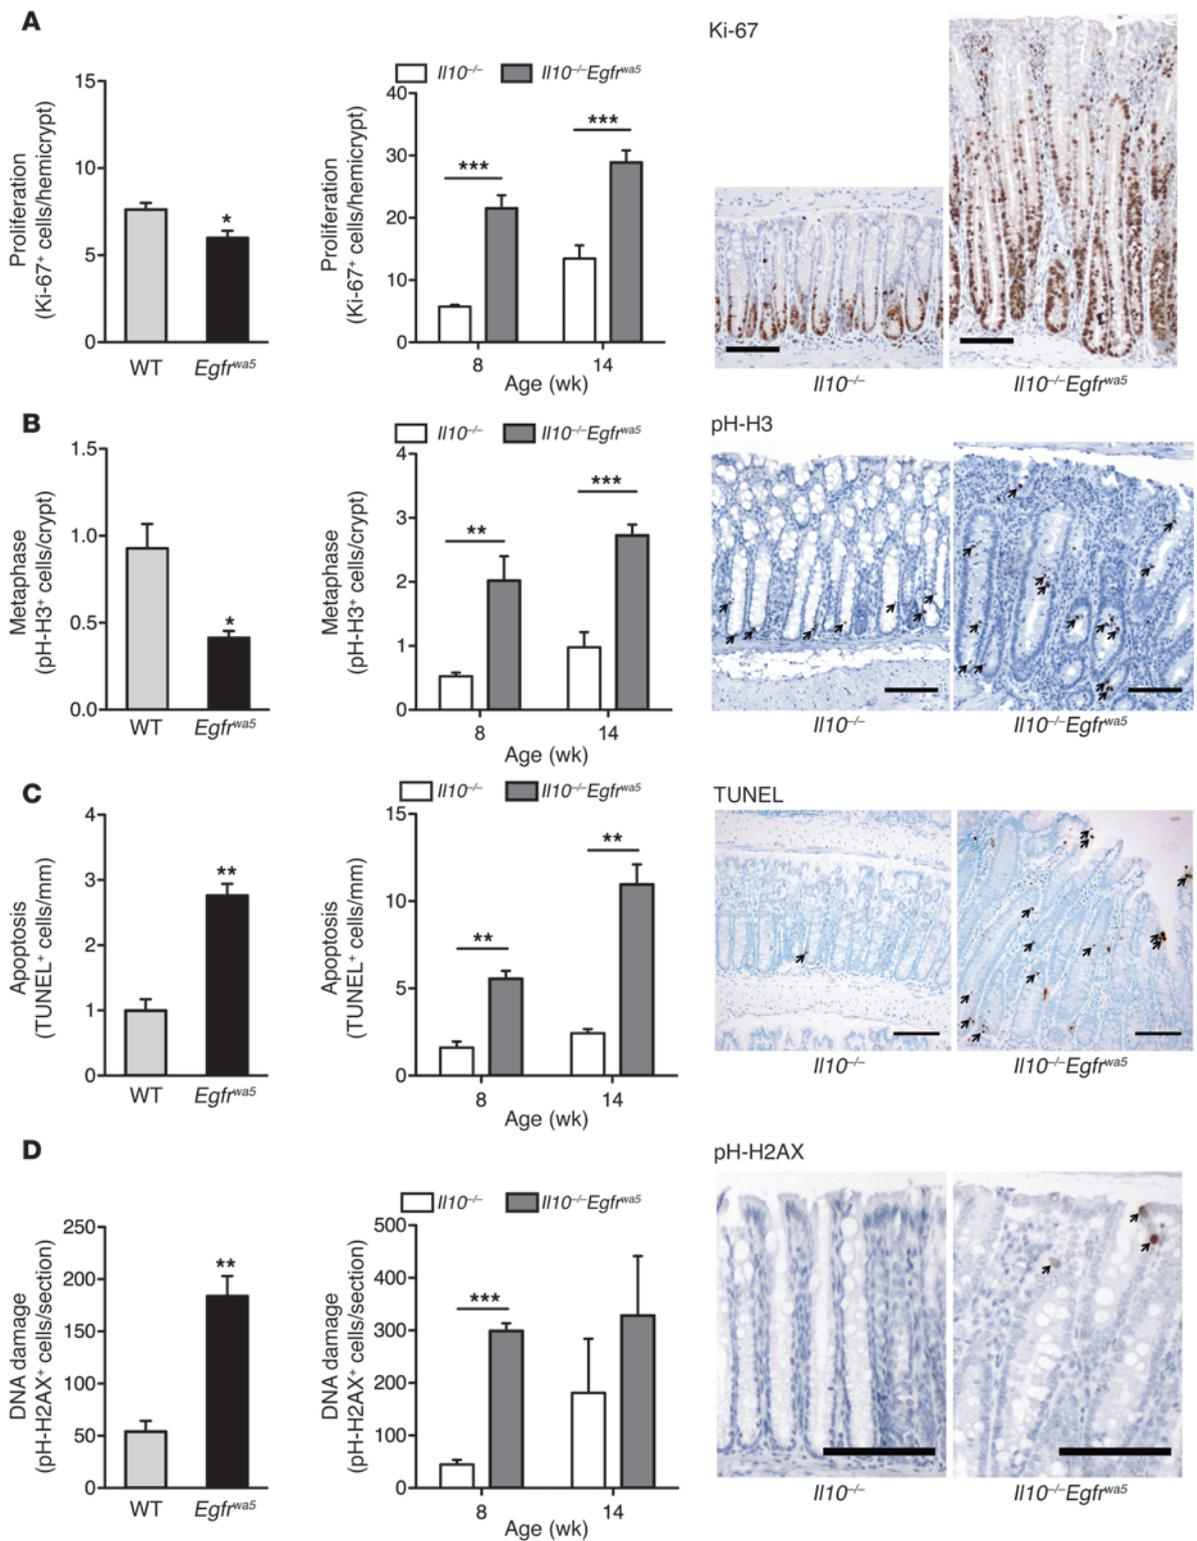 A
Proliferation
(Ki-67⁺ cells/hemicrypt)
15
10
5
0
WT
Egfrʷᵃ⁵
*
Il10⁻/⁻
Il10⁻/⁻Egfrʷᵃ⁵
Proliferation
(Ki-67⁺ cells/hemicrypt)
40
30
20
10
0
***
***
8
14
Age (wk)
Ki-67
Il10⁻/⁻
Il10⁻/⁻Egfrʷᵃ⁵
B
Metaphase
(pH-H3⁺ cells/crypt)
1.5
1.0
0.5
0.0
WT
Egfrʷᵃ⁵
*
Il10⁻/⁻
Il10⁻/⁻Egfrʷᵃ⁵
Metaphase
(pH-H3⁺ cells/crypt)
4
3
2
1
0
**
***
8
14
Age (wk)
pH-H3
Il10⁻/⁻
Il10⁻/⁻Egfrʷᵃ⁵
C
Apoptosis
(TUNEL⁺ cells/mm)
4
3
2
1
0
WT
Egfrʷᵃ⁵
**
Il10⁻/⁻
Il10⁻/⁻Egfrʷᵃ⁵
Apoptosis
(TUNEL⁺ cells/mm)
15
10
5
0
**
**
8
14
Age (wk)
TUNEL
Il10⁻/⁻
Il10⁻/⁻Egfrʷᵃ⁵
D
DNA damage
(pH-H2AX⁺ cells/section)
250
200
150
100
50
0
WT
Egfrʷᵃ⁵
**
Il10⁻/⁻
Il10⁻/⁻Egfrʷᵃ⁵
DNA damage
(pH-H2AX⁺ cells/section)
500
400
300
200
100
0
***
8
14
Age (wk)
pH-H2AX
Il10⁻/⁻
Il10⁻/⁻Egfrʷᵃ⁵